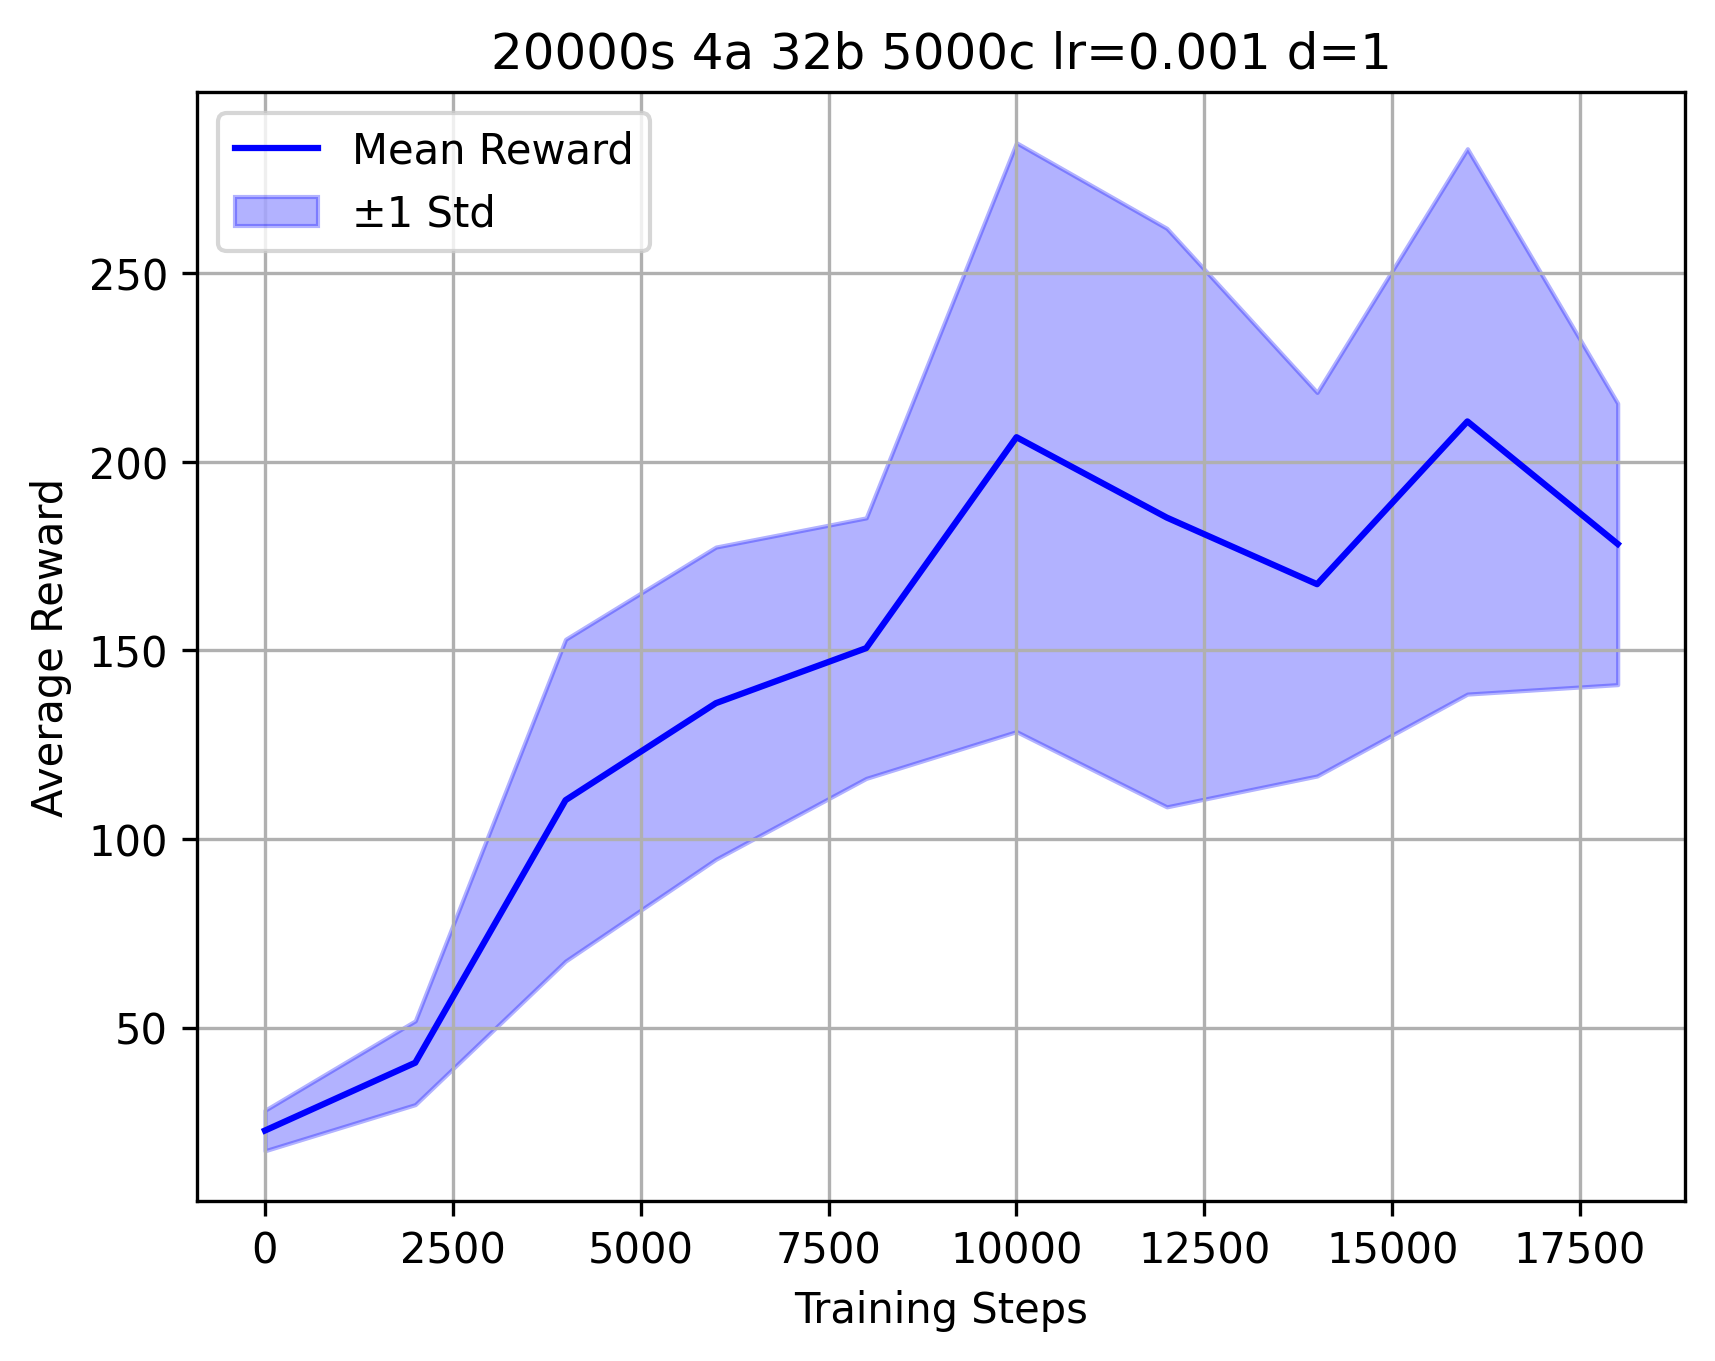 20000s 4a 32b 5000c lr=0.001 d=1
Mean Reward
±1 Std
250
200
150
100
50
Average Reward
0 2500 5000 7500 10000 12500 15000 17500
Training Steps